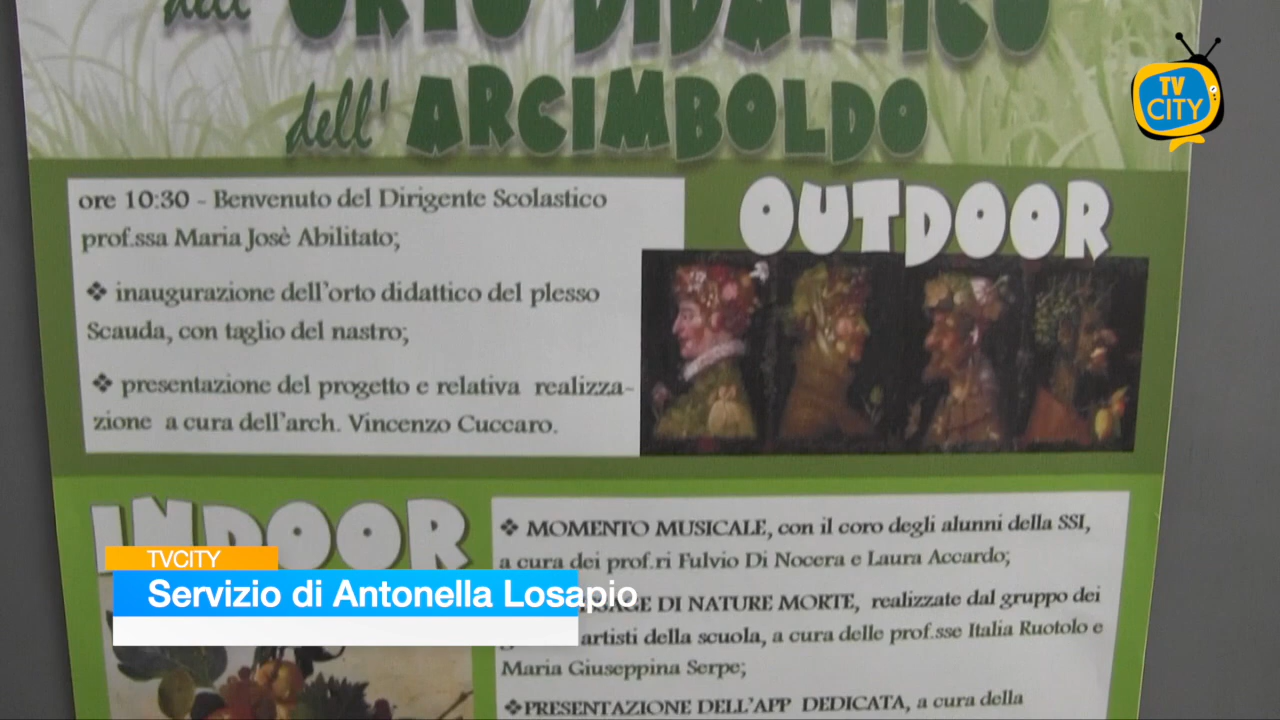 dell' ORTO DIDATTICO
dell' ARCIMBOLDO
TV
CITY
ore 10:30 - Benvenuto del Dirigente Scolastico
prof.ssa Maria Josè Abilitato;
❖ inaugurazione dell'orto didattico del plesso
Scauda, con taglio del nastro;
❖ presentazione del progetto e relativa realizza-
zione a cura dell'arch. Vincenzo Cuccaro.
OUTDOOR
INDOOR
❖ MOMENTO MUSICALE, con il coro degli alunni della SSI,
a cura dei prof.ri Fulvio Di Nocera e Laura Accardo;
DI NATURE MORTE, realizzate dal gruppo dei
artisti della scuola, a cura delle prof.sse Italia Ruotolo e
Maria Giuseppina Serpe;
❖PRESENTAZIONE DELL'APP DEDICATA, a cura della
TVCITY
Servizio di Antonella Losapio